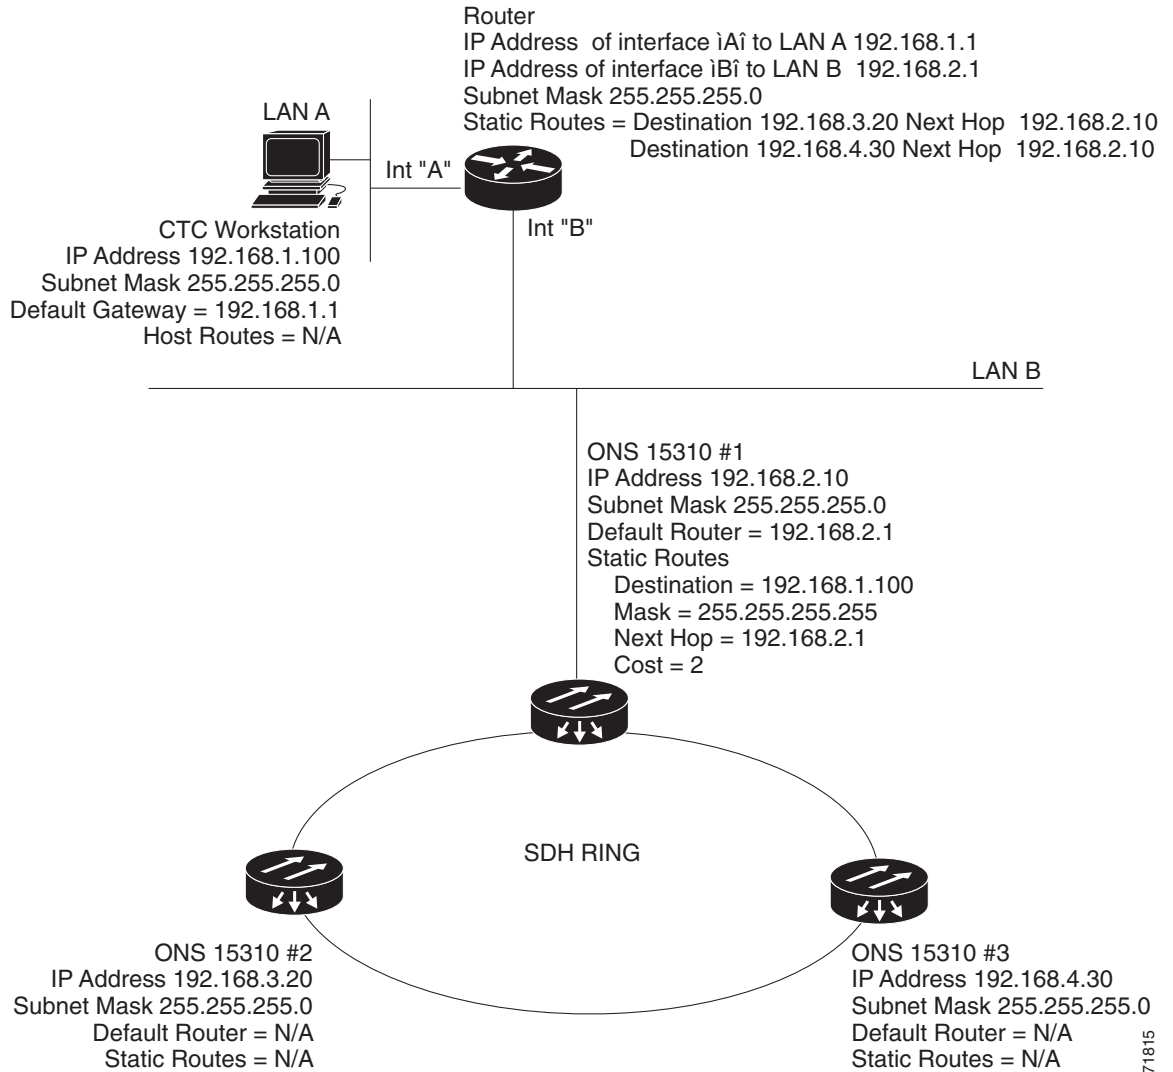 Router
IP Address of interface ìAî to LAN A 192.168.1.1
IP Address of interface ìBî to LAN B 192.168.2.1
Subnet Mask 255.255.255.0
Static Routes = Destination 192.168.3.20 Next Hop 192.168.2.10
Destination 192.168.4.30 Next Hop 192.168.2.10
LAN A
Int "A"
Int "B"
CTC Workstation
IP Address 192.168.1.100
Subnet Mask 255.255.255.0
Default Gateway = 192.168.1.1
Host Routes = N/A
LAN B
ONS 15310 #1
IP Address 192.168.2.10
Subnet Mask 255.255.255.0
Default Router = 192.168.2.1
Static Routes
Destination = 192.168.1.100
Mask = 255.255.255.255
Next Hop = 192.168.2.1
Cost = 2
SDH RING
ONS 15310 #2
IP Address 192.168.3.20
Subnet Mask 255.255.255.0
Default Router = N/A
Static Routes = N/A
ONS 15310 #3
IP Address 192.168.4.30
Subnet Mask 255.255.255.0
Default Router = N/A
Static Routes = N/A
71815